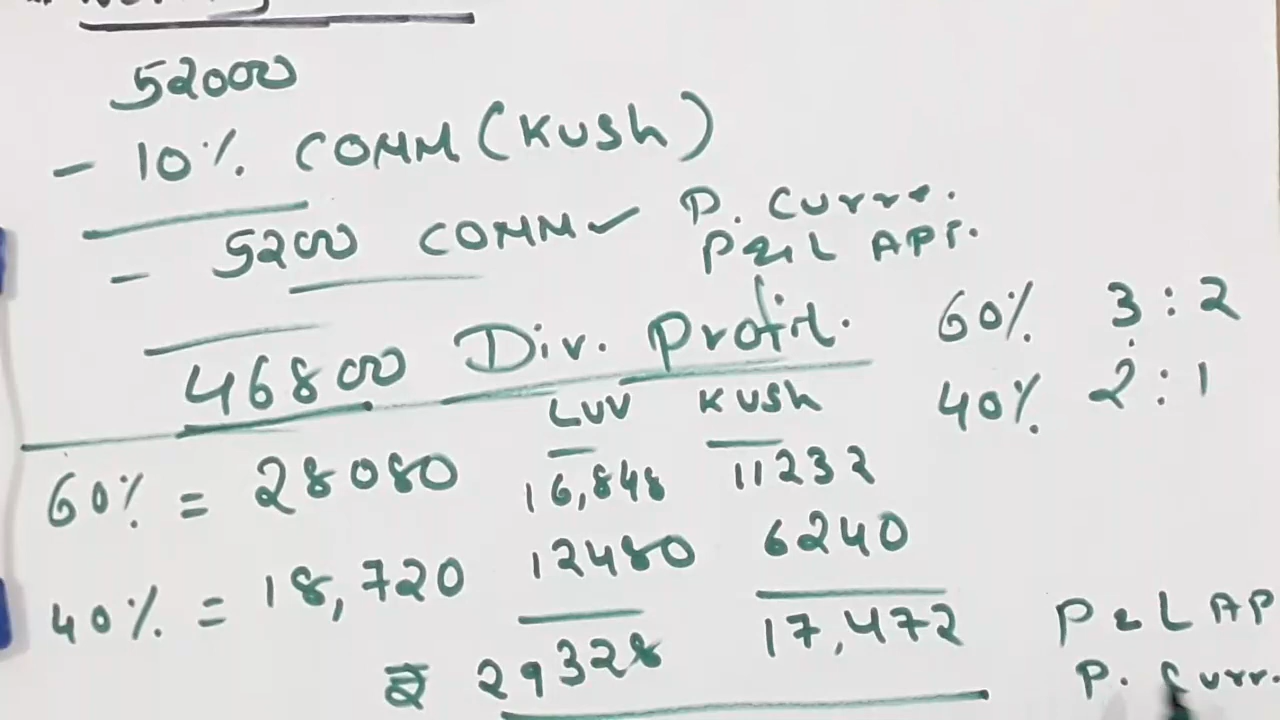 52000
- 10% COMM (KUSh)
- 5200 COMM ✓ P. Curr.
P&L APP.
46800 Div. Profit. 60% 3:2
LUV KUSh 40% 2:1
60% = 28080 16,848 11232
40% = 18,720 12480 6240
29328 17,472 P&L AP
P. Curr.